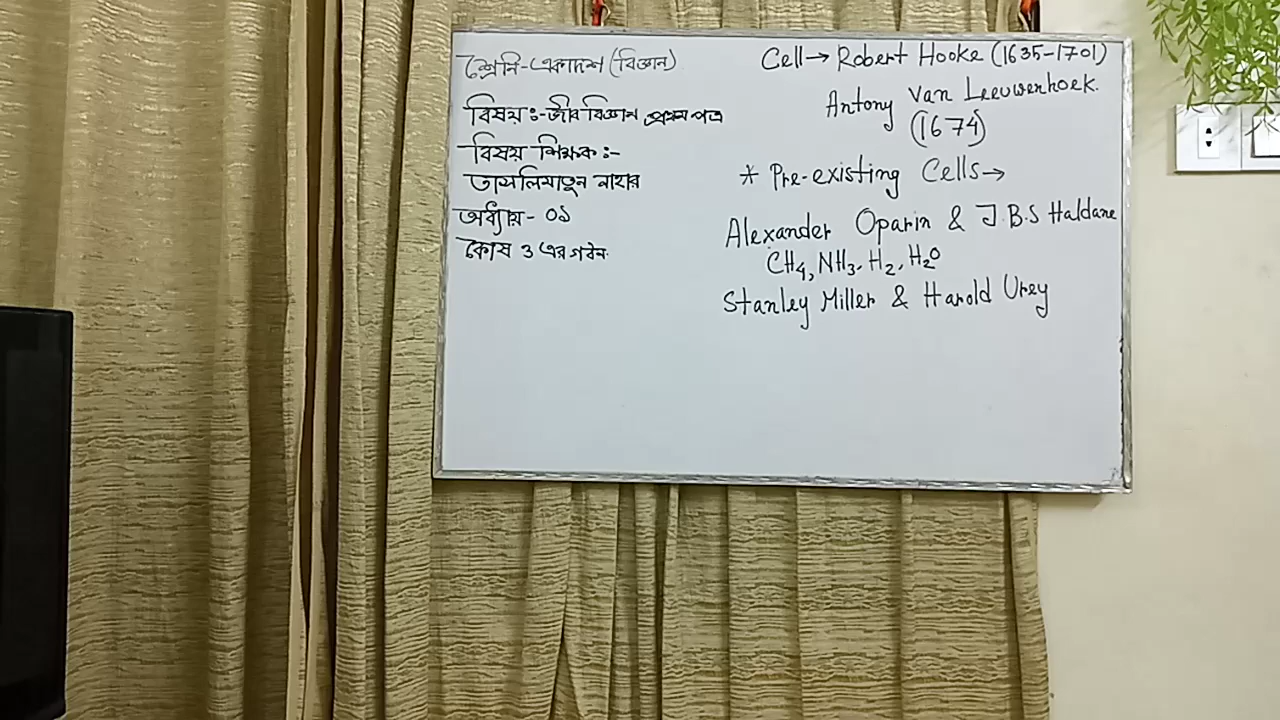 শ্রেনি-একাদশ (বিজ্ঞান)
বিষয়ঃ-জীব বিজ্ঞান প্রথম পত্র
বিষয় শিক্ষকঃ-
তাসলিমাতুন নাহার
অধ্যায়- ০১
কোষ ও এর গঠন
Cell→ Robert Hooke (1635-1701)
Antony Van Leeuwenhoek.
(1674)
* Pre-existing Cells→
Alexander Oparin & J.B.S Haldane
CH₄, NH₃, H₂, H₂O
Stanley Miller & Harold Urey